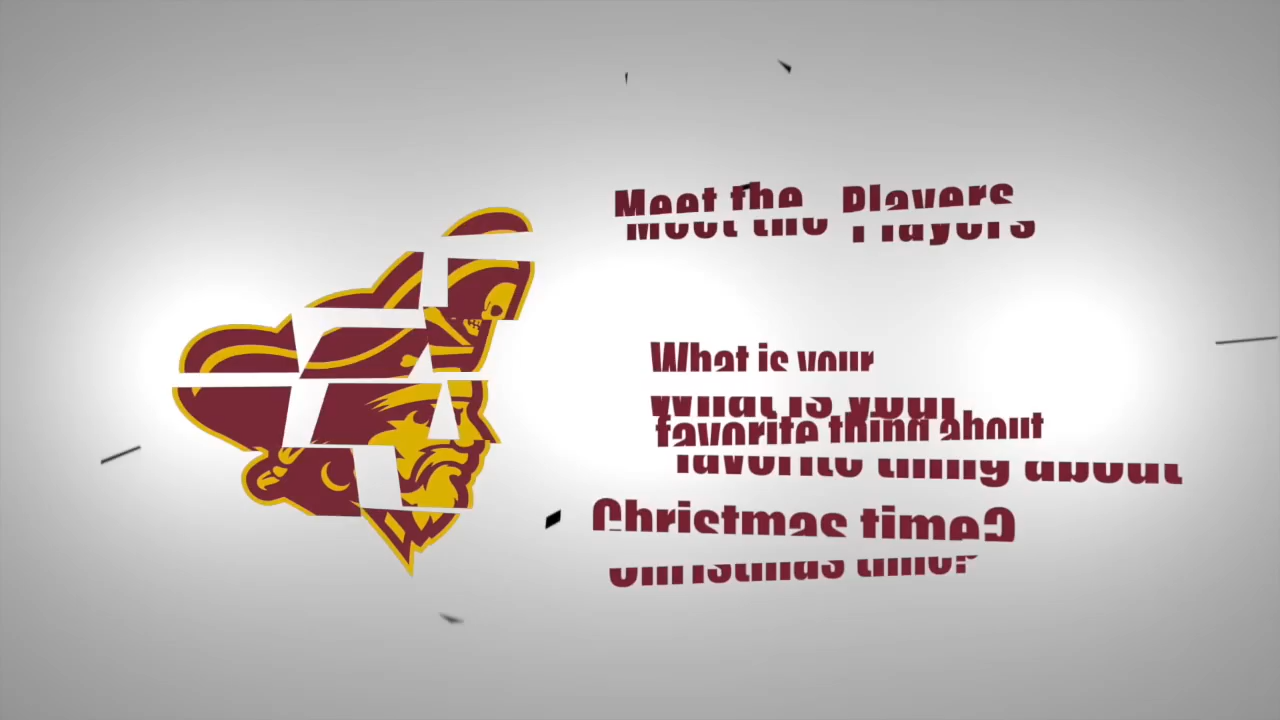 Meet the Players
What is your
favorite thing about
Christmas time?